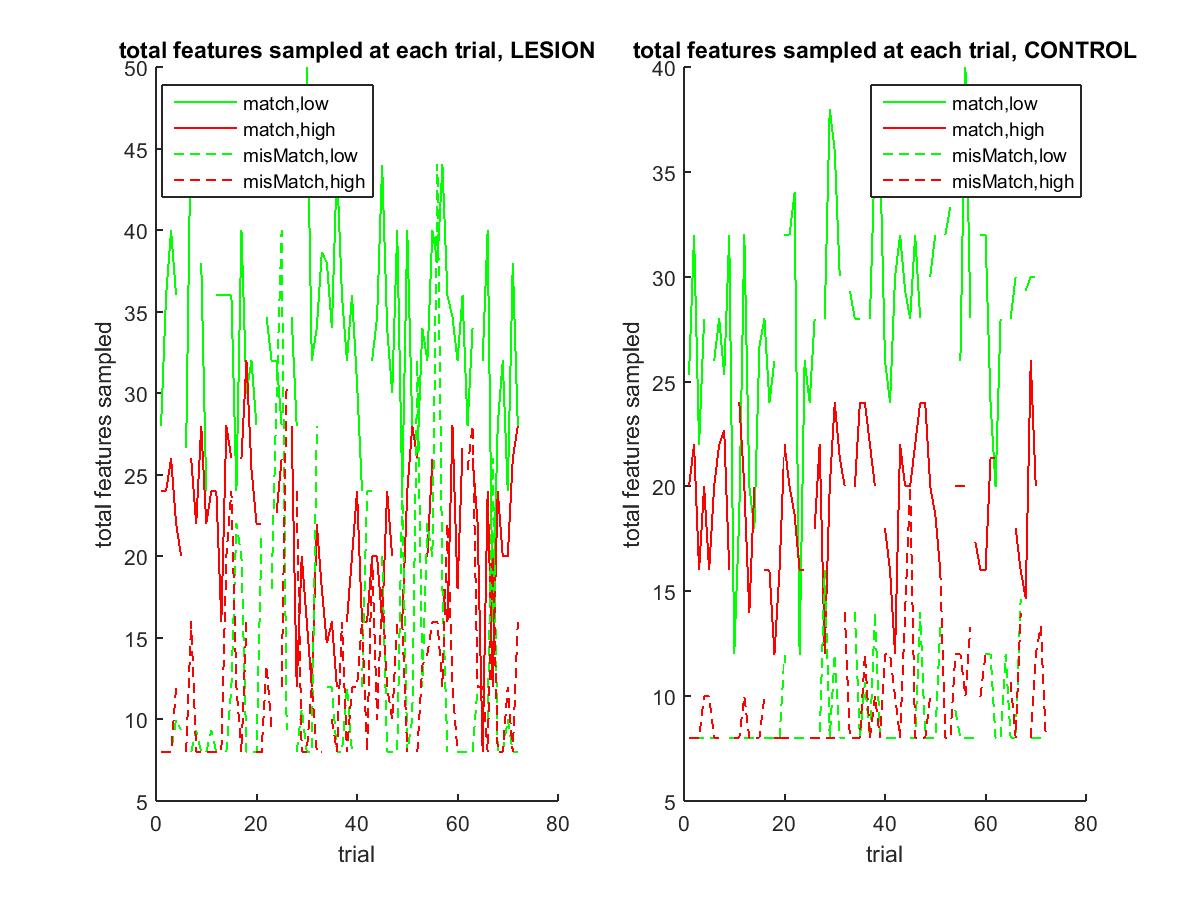 total features sampled at each trial, LESION
total features sampled
50
45
40
35
30
25
20
15
10
5
match,low
match,high
misMatch,low
misMatch,high
0 20 40 60 80
trial
total features sampled at each trial, CONTROL
total features sampled
40
35
30
25
20
15
10
5
match,low
match,high
misMatch,low
misMatch,high
0 20 40 60 80
trial